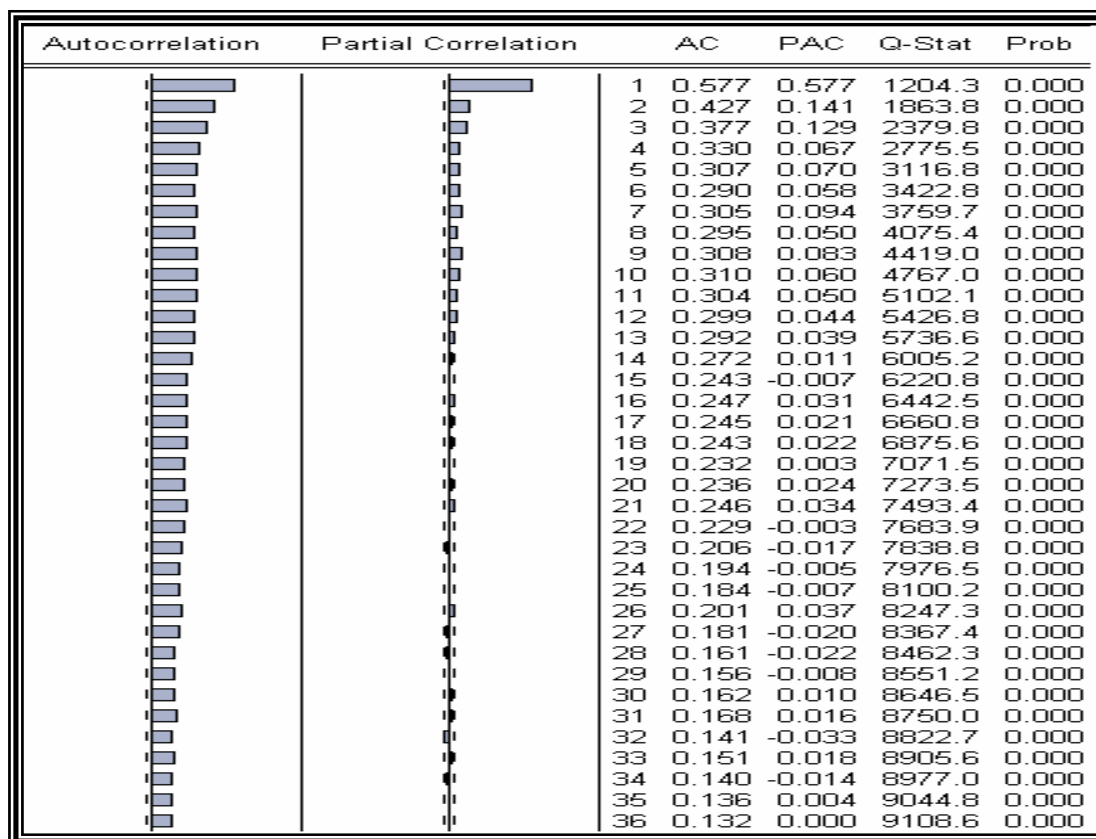 Autocorrelation Partial Correlation AC PAC Q-Stat Prob
1 0.577 0.577 1204.3 0.000
2 0.427 0.141 1863.8 0.000
3 0.377 0.129 2379.8 0.000
4 0.330 0.067 2775.5 0.000
5 0.307 0.070 3116.8 0.000
6 0.290 0.058 3422.8 0.000
7 0.305 0.094 3759.7 0.000
8 0.295 0.050 4075.4 0.000
9 0.308 0.083 4419.0 0.000
10 0.310 0.060 4767.0 0.000
11 0.304 0.050 5102.1 0.000
12 0.299 0.044 5426.8 0.000
13 0.292 0.039 5736.6 0.000
14 0.272 0.011 6005.2 0.000
15 0.243 -0.007 6220.8 0.000
16 0.247 0.031 6442.5 0.000
17 0.245 0.021 6660.8 0.000
18 0.243 0.022 6875.6 0.000
19 0.232 0.003 7071.5 0.000
20 0.236 0.024 7273.5 0.000
21 0.246 0.034 7493.4 0.000
22 0.229 -0.003 7683.9 0.000
23 0.206 -0.017 7838.8 0.000
24 0.194 -0.005 7976.5 0.000
25 0.184 -0.007 8100.2 0.000
26 0.201 0.037 8247.3 0.000
27 0.181 -0.020 8367.4 0.000
28 0.161 -0.022 8462.3 0.000
29 0.156 -0.008 8551.2 0.000
30 0.162 0.010 8646.5 0.000
31 0.168 0.016 8750.0 0.000
32 0.141 -0.033 8822.7 0.000
33 0.151 0.018 8905.6 0.000
34 0.140 -0.014 8977.0 0.000
35 0.136 0.004 9044.8 0.000
36 0.132 0.000 9108.6 0.000